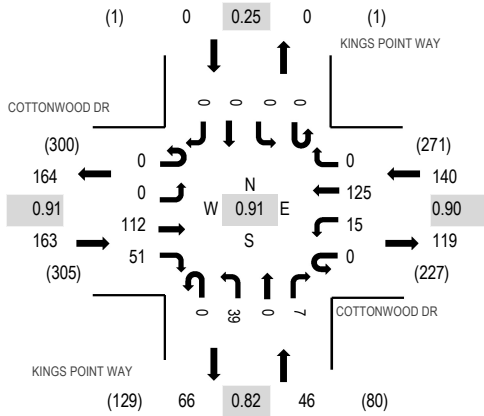 (1) 0 0.25 0 (1)
KINGS POINT WAY
0 0 0 0
COTTONWOOD DR
(300) (271)
164 0 0 140
0 N 125
0.91 W 0.91 E 0.90
112 S 15
163 51 0 119
(305) (227)
0 39 0 7
COTTONWOOD DR
KINGS POINT WAY
(129) 66 0.82 46 (80)